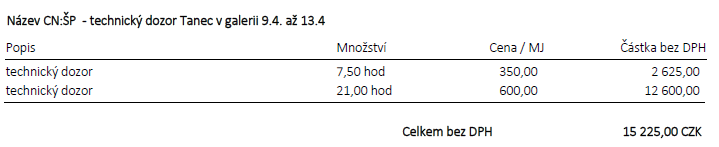 Název CN:ŠP - technický dozor Tanec v galerii 9.4. až 13.4
Popis Množství Cena / MJ Částka bez DPH
technický dozor 7,50 hod 350,00 2 625,00
technický dozor 21,00 hod 600,00 12 600,00
Celkem bez DPH 15 225,00 CZK